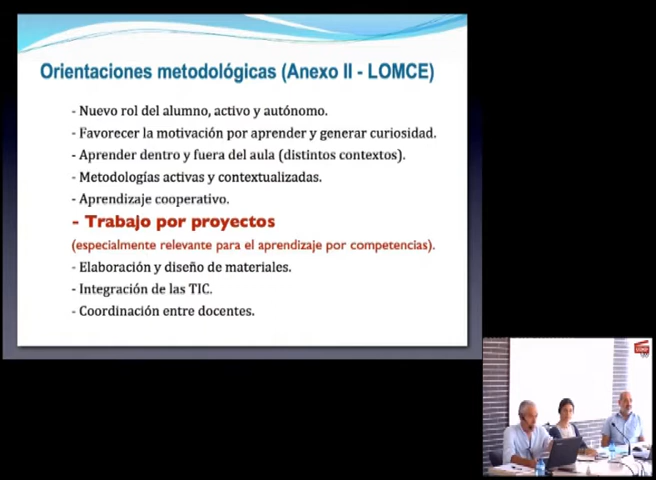 Orientaciones metodológicas (Anexo II - LOMCE)
- Nuevo rol del alumno, activo y autónomo.
- Favorecer la motivación por aprender y generar curiosidad.
- Aprender dentro y fuera del aula (distintos contextos).
- Metodologías activas y contextualizadas.
- Aprendizaje cooperativo.
- Trabajo por proyectos
(especialmente relevante para el aprendizaje por competencias).
- Elaboración y diseño de materiales.
- Integración de las TIC.
- Coordinación entre docentes.